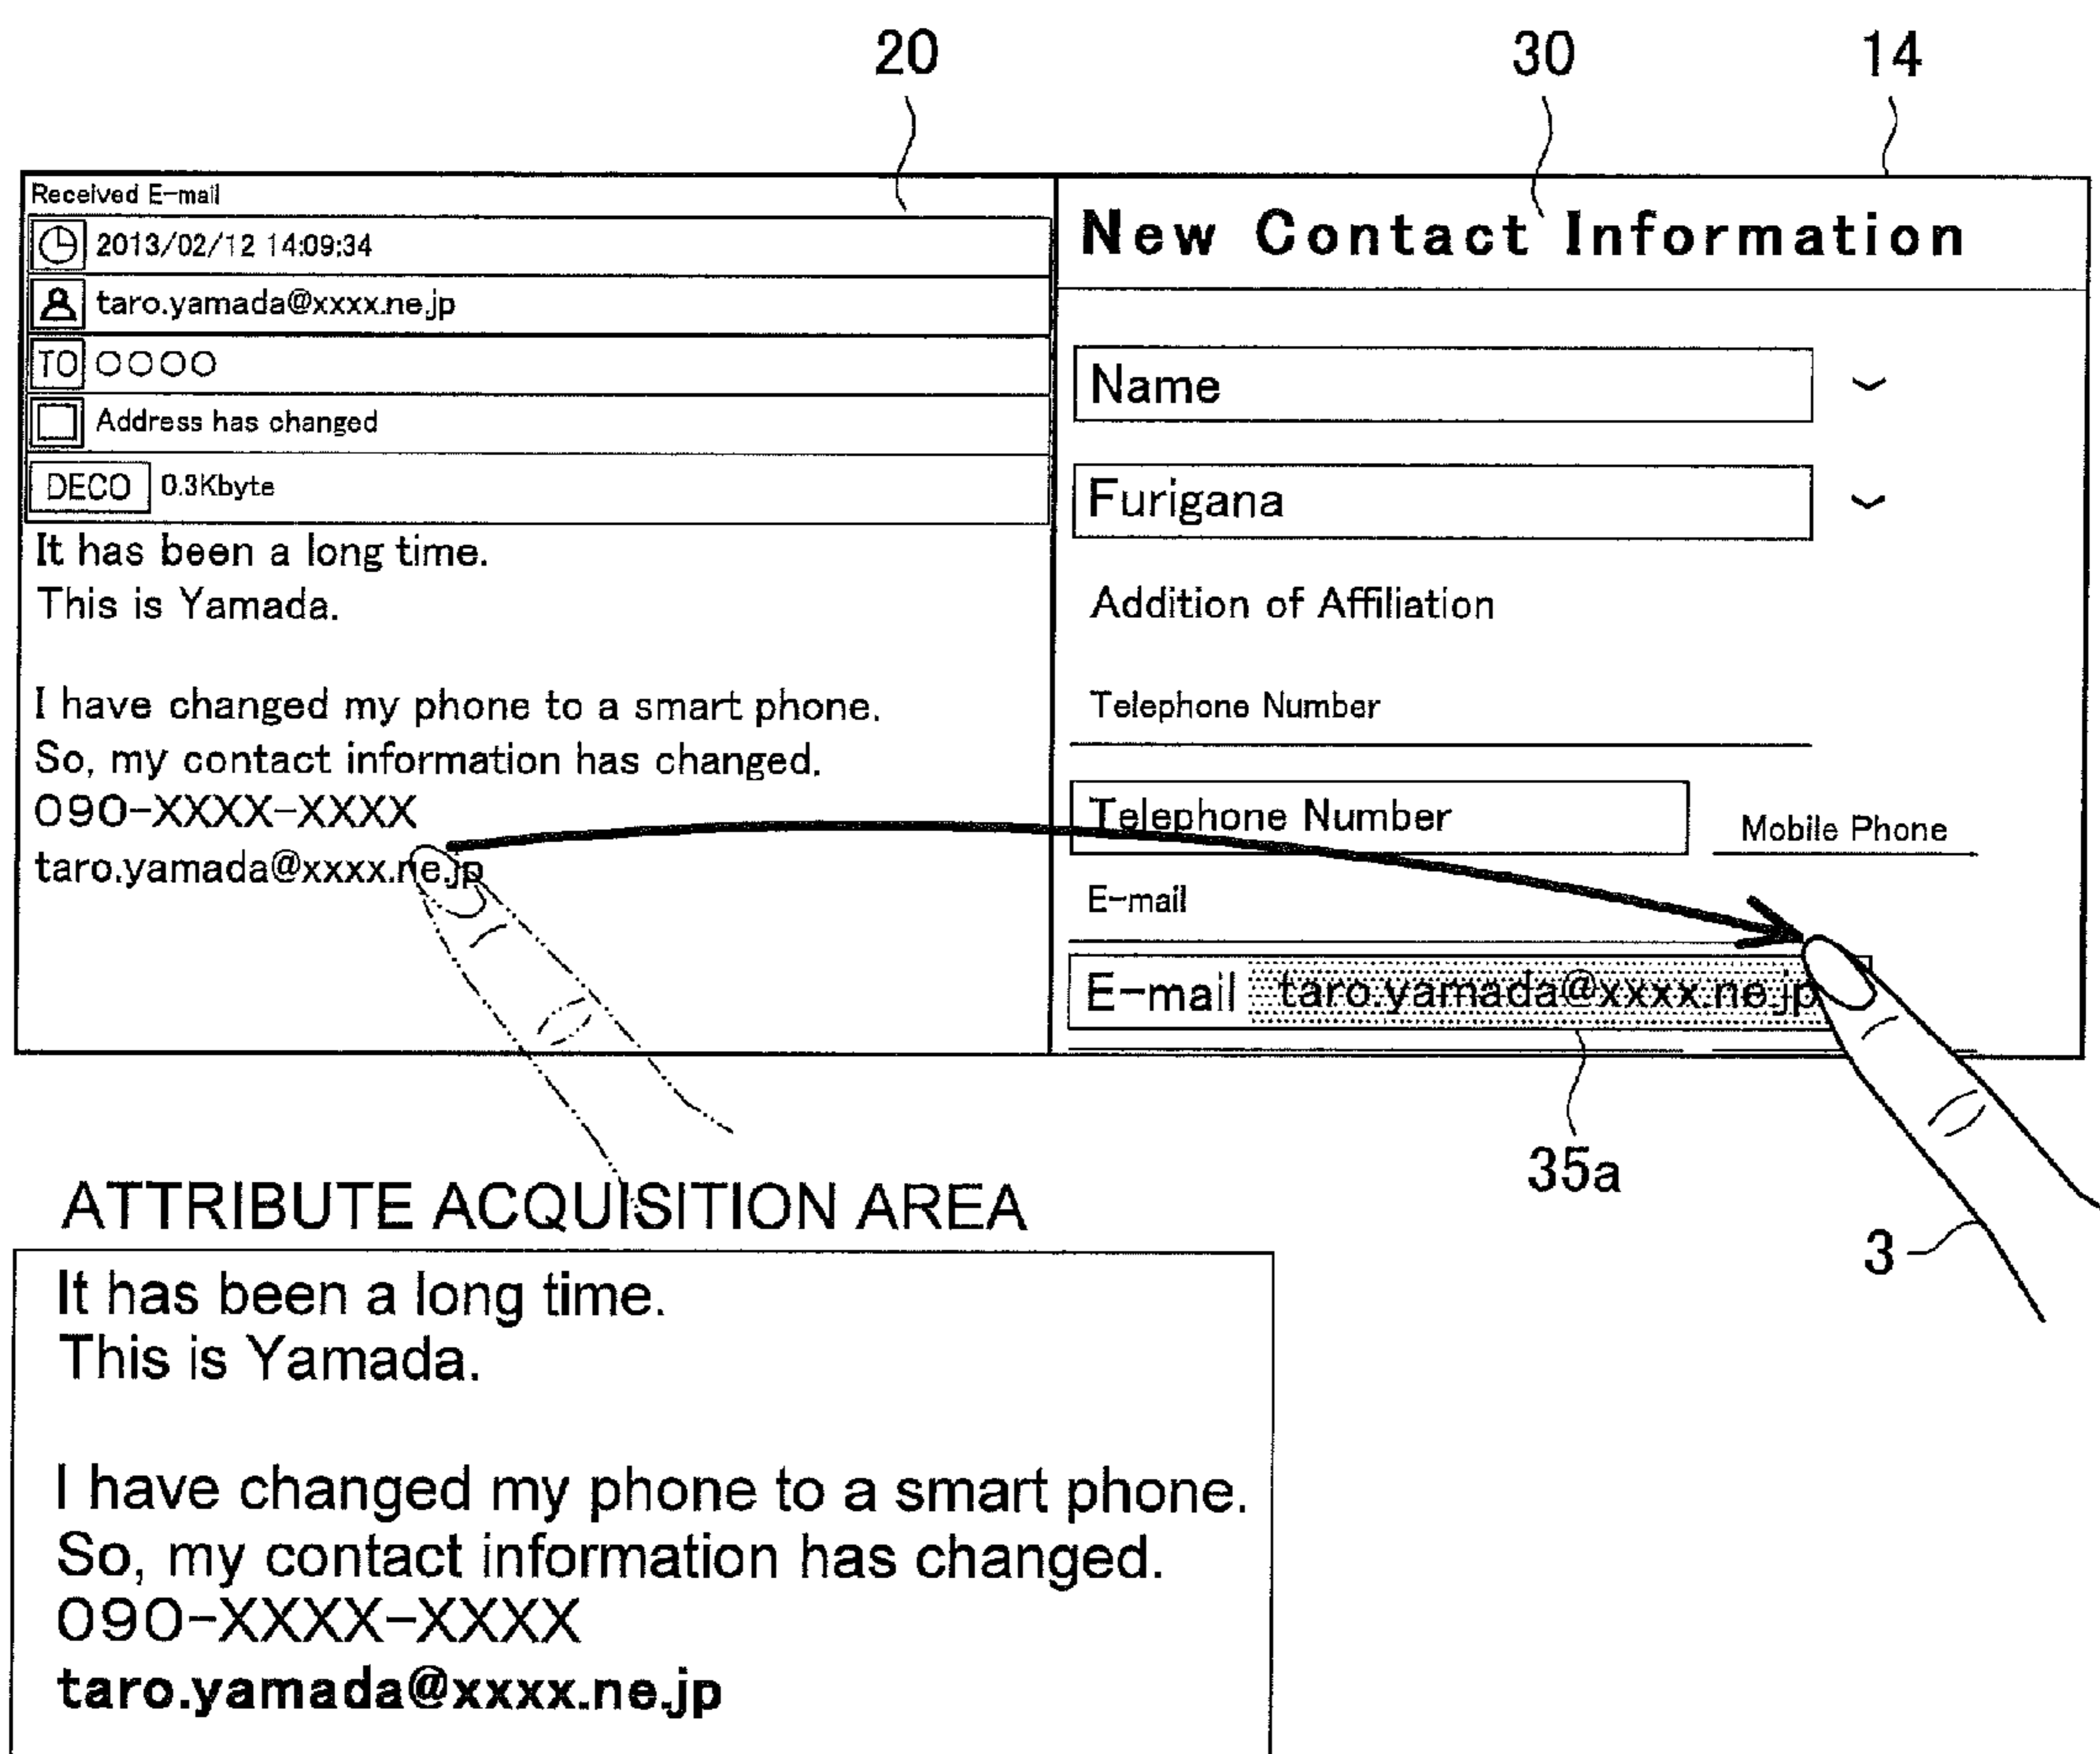 20
30
14
Received E-mail
2013/02/12 14:09:34
taro.yamada@xxxx.ne.jp
TO ○○○○
Address has changed
DECO 0.3Kbyte
It has been a long time.
This is Yamada.
I have changed my phone to a smart phone.
So, my contact information has changed.
090-XXXX-XXXX
taro.yamada@xxxx.ne.jp
New Contact Information
Name
Furigana
Addition of Affiliation
Telephone Number
Telephone Number
Mobile Phone
E-mail
E-mail taro.yamada@xxxx.ne.jp
35a
3
ATTRIBUTE ACQUISITION AREA
It has been a long time.
This is Yamada.
I have changed my phone to a smart phone.
So, my contact information has changed.
090-XXXX-XXXX
taro.yamada@xxxx.ne.jp